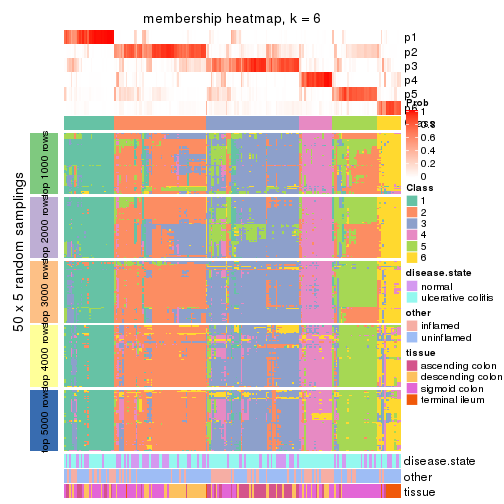 membership heatmap, k = 6
p1
p2
p3
p4
p5
Prob
1
0.8
0.6
0.4
0.2
0
Class
1
2
3
4
5
6
disease.state
normal
ulcerative colitis
other
inflamed
uninflamed
tissue
ascending colon
descending colon
sigmoid colon
terminal ileum
50 x 5 random samplings
top 1000 rows
top 2000 rows
top 3000 rows
top 4000 rows
top 5000 rows
disease.state
other
tissue